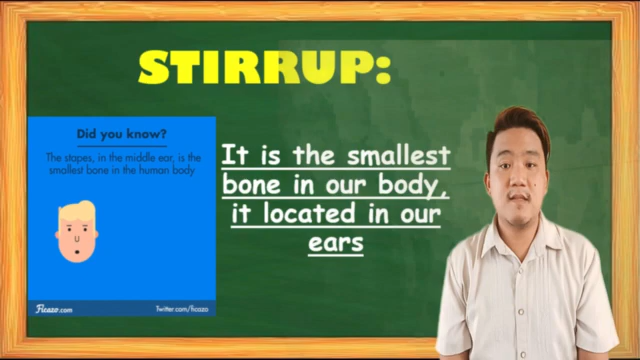 STIRRUP:
Did you know?
The stapes, in the middle ear, is the
smallest bone in the human body
Ficazo.com
Twitter.com/ficazo
It is the smallest
bone in our body,
it located in our
ears